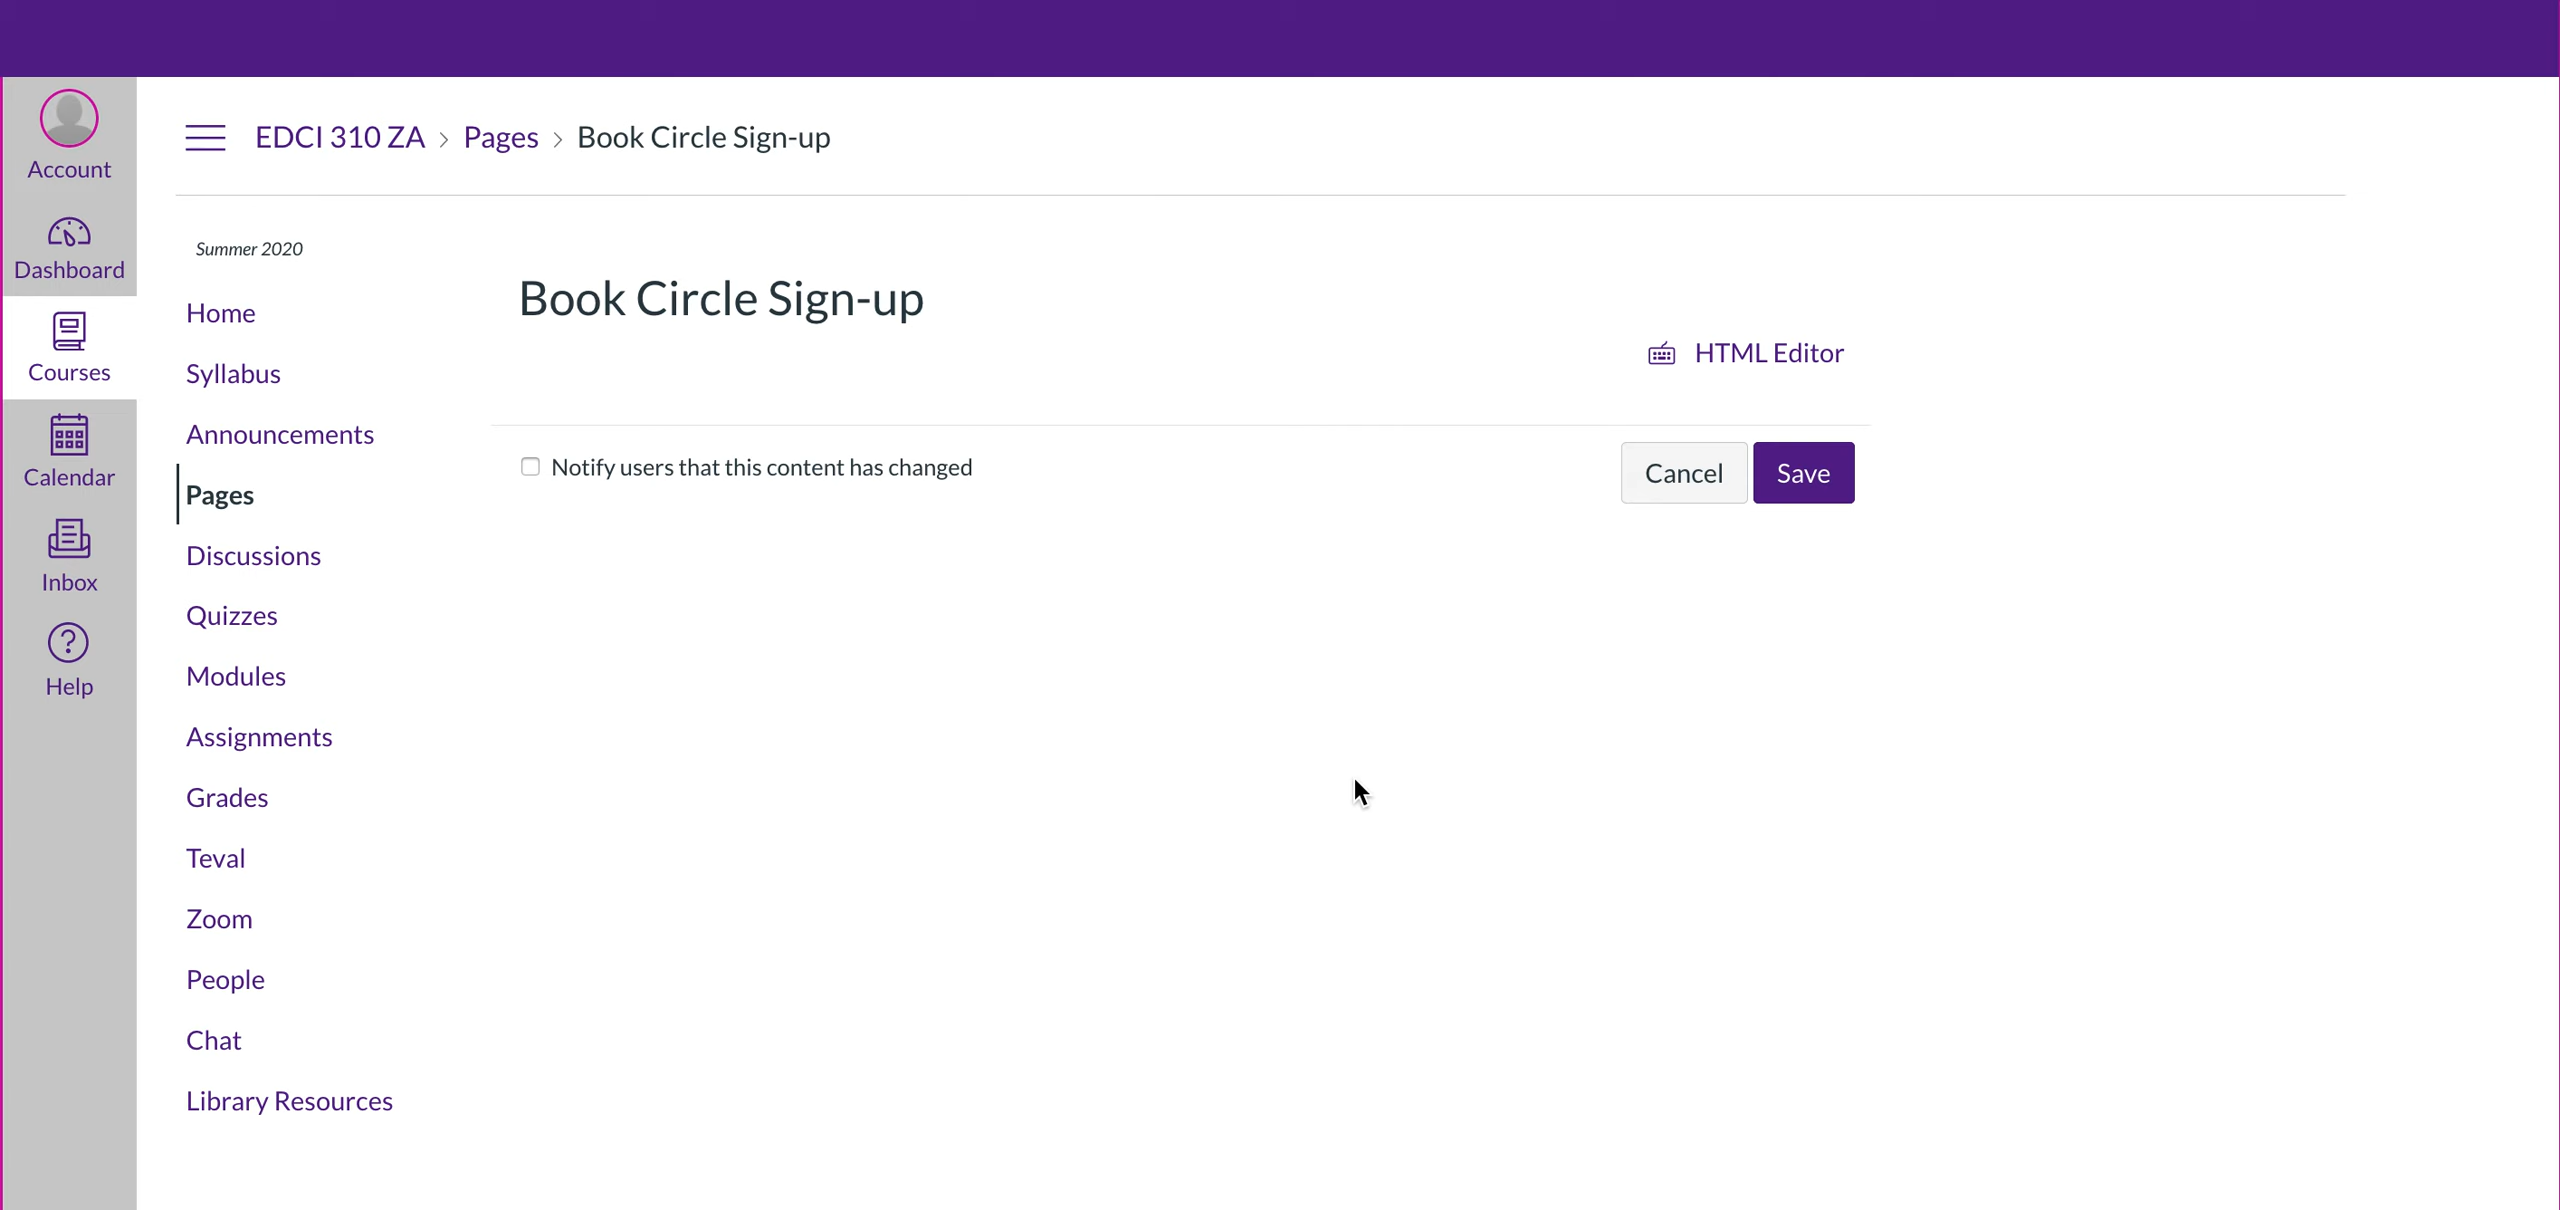 EDCI 310 ZA > Pages > Book Circle Sign-up
Account
Dashboard
Courses
Calendar
Inbox
? Help
Summer 2020
Home
Syllabus
Announcements
Pages
Discussions
Quizzes
Modules
Assignments
Grades
Teval
Zoom
People
Chat
Library Resources
Book Circle Sign-up
HTML Editor
Notify users that this content has changed
Cancel
Save